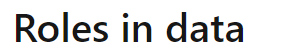 Roles in data